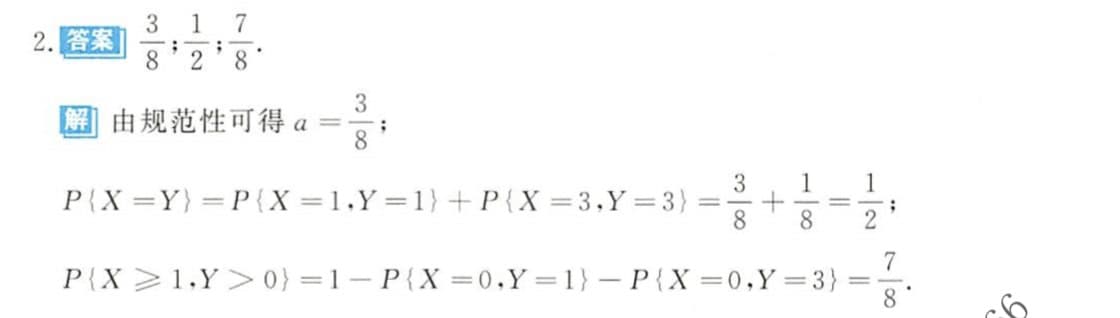 2. 答案 3/8;1/2;7/8.
解 由规范性可得 a = 3/8;
P{X=Y}=P{X=1,Y=1}+P{X=3,Y=3}=3/8+1/8=1/2;
P{X⩾1,Y>0}=1-P{X=0,Y=1}-P{X=0,Y=3}=7/8.
66